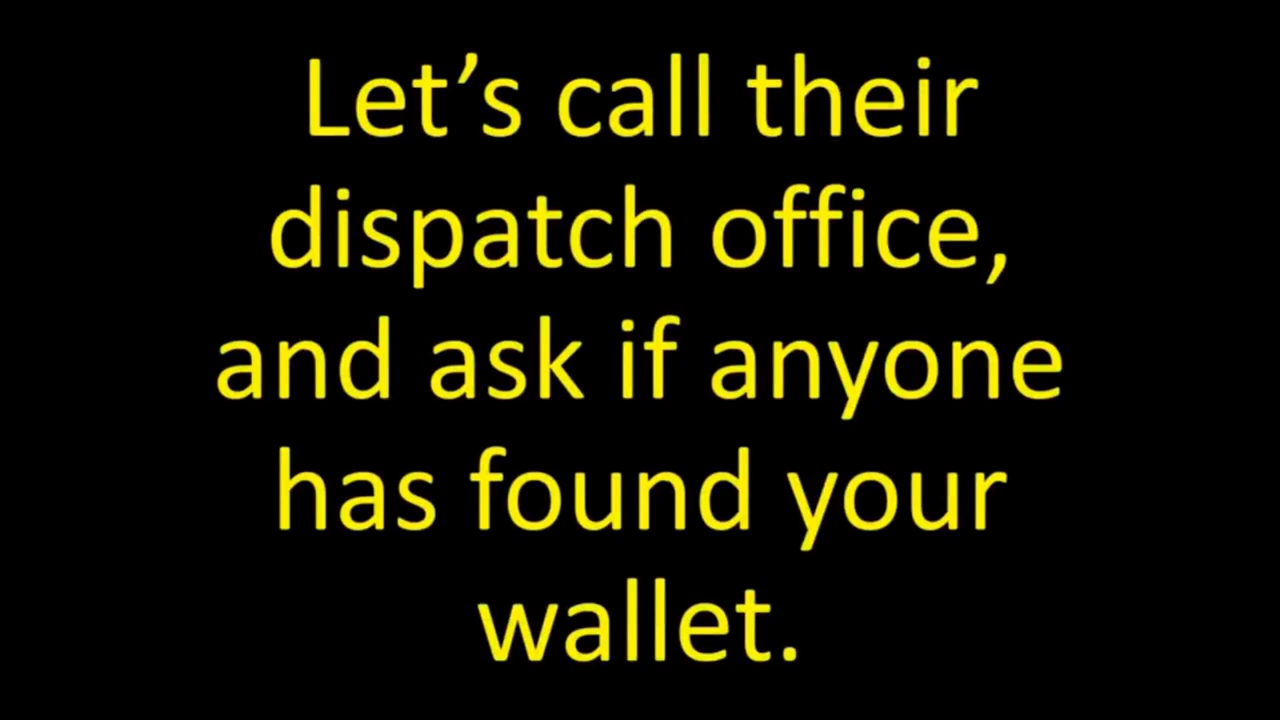 Let’s call their
dispatch office,
and ask if anyone
has found your
wallet.